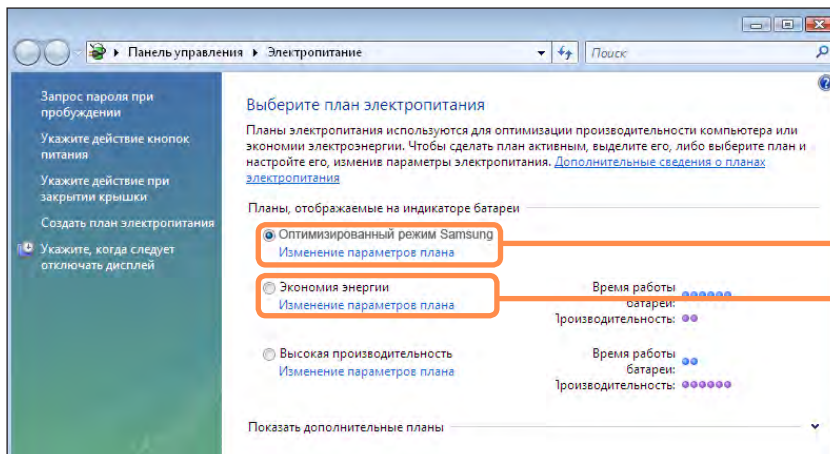 Панель управления ▸ Электропитание
Поиск
Запрос пароля при
пробуждении
Укажите действие кнопок
питания
Укажите действие при
закрытии крышки
Создать план электропитания
Укажите, когда следует
отключать дисплей
Выберите план электропитания
Планы электропитания используются для оптимизации производительности компьютера или
экономии электроэнергии. Чтобы сделать план активным, выделите его, либо выберите план и
настройте его, изменив параметры электропитания. Дополнительные сведения о планах
электропитания
Планы, отображаемые на индикаторе батареи
Оптимизированный режим Samsung
Изменение параметров плана
Экономия энергии
Изменение параметров плана
Время работы
батареи:
Производительность:
Высокая производительность
Изменение параметров плана
Время работы
батареи:
Производительность:
Показать дополнительные планы